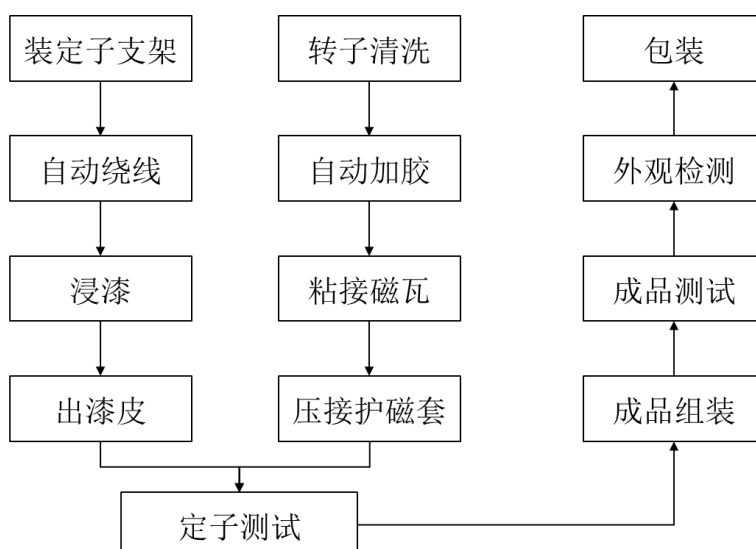 装定子支架
自动绕线
浸漆
出漆皮
转子清洗
自动加胶
粘接磁瓦
压接护磁套
定子测试
成品组装
成品测试
外观检测
包装